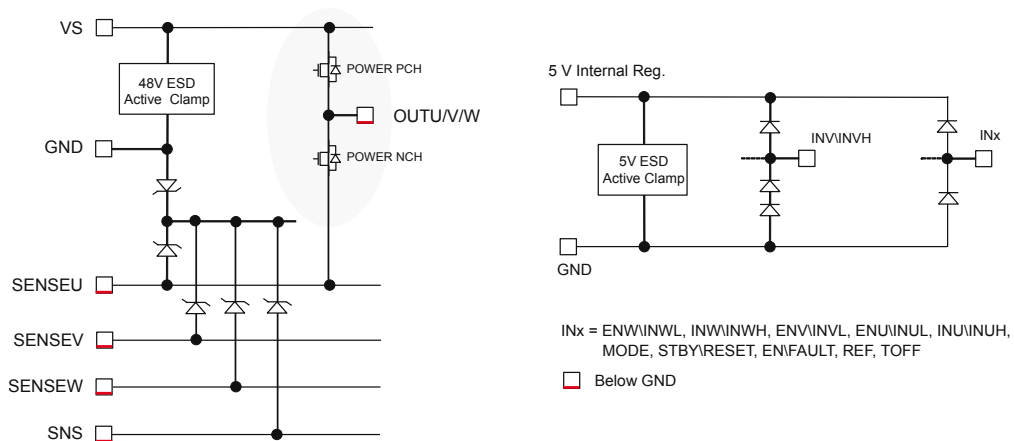 VS
48V ESD
Active Clamp
GND
POWER PCH
OUTU/V/W
POWER NCH
SENSEU
SENSEV
SENSEW
SNS
5 V Internal Reg.
5V ESD
Active Clamp
INV\INVH
INx
GND
INx = ENW\INWL, INW\INWH, ENV\INVL, ENU\INUL, INU\INUH,
MODE, STBY\RESET, EN\FAULT, REF, TOFF
Below GND